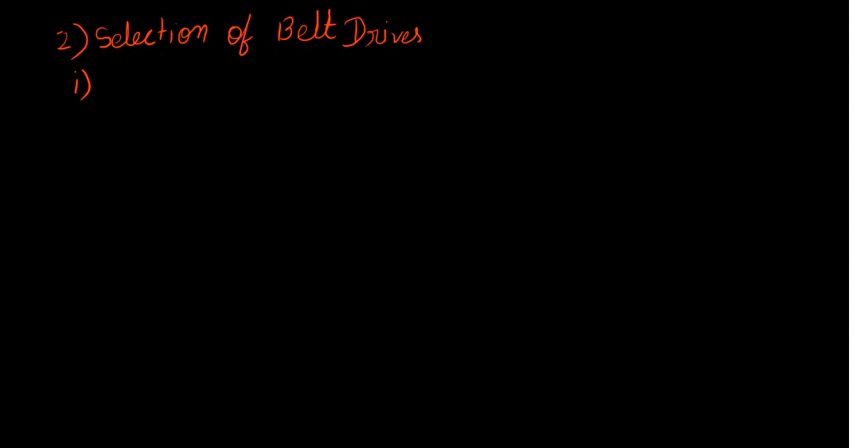 2) Selection of Belt Drives
i)